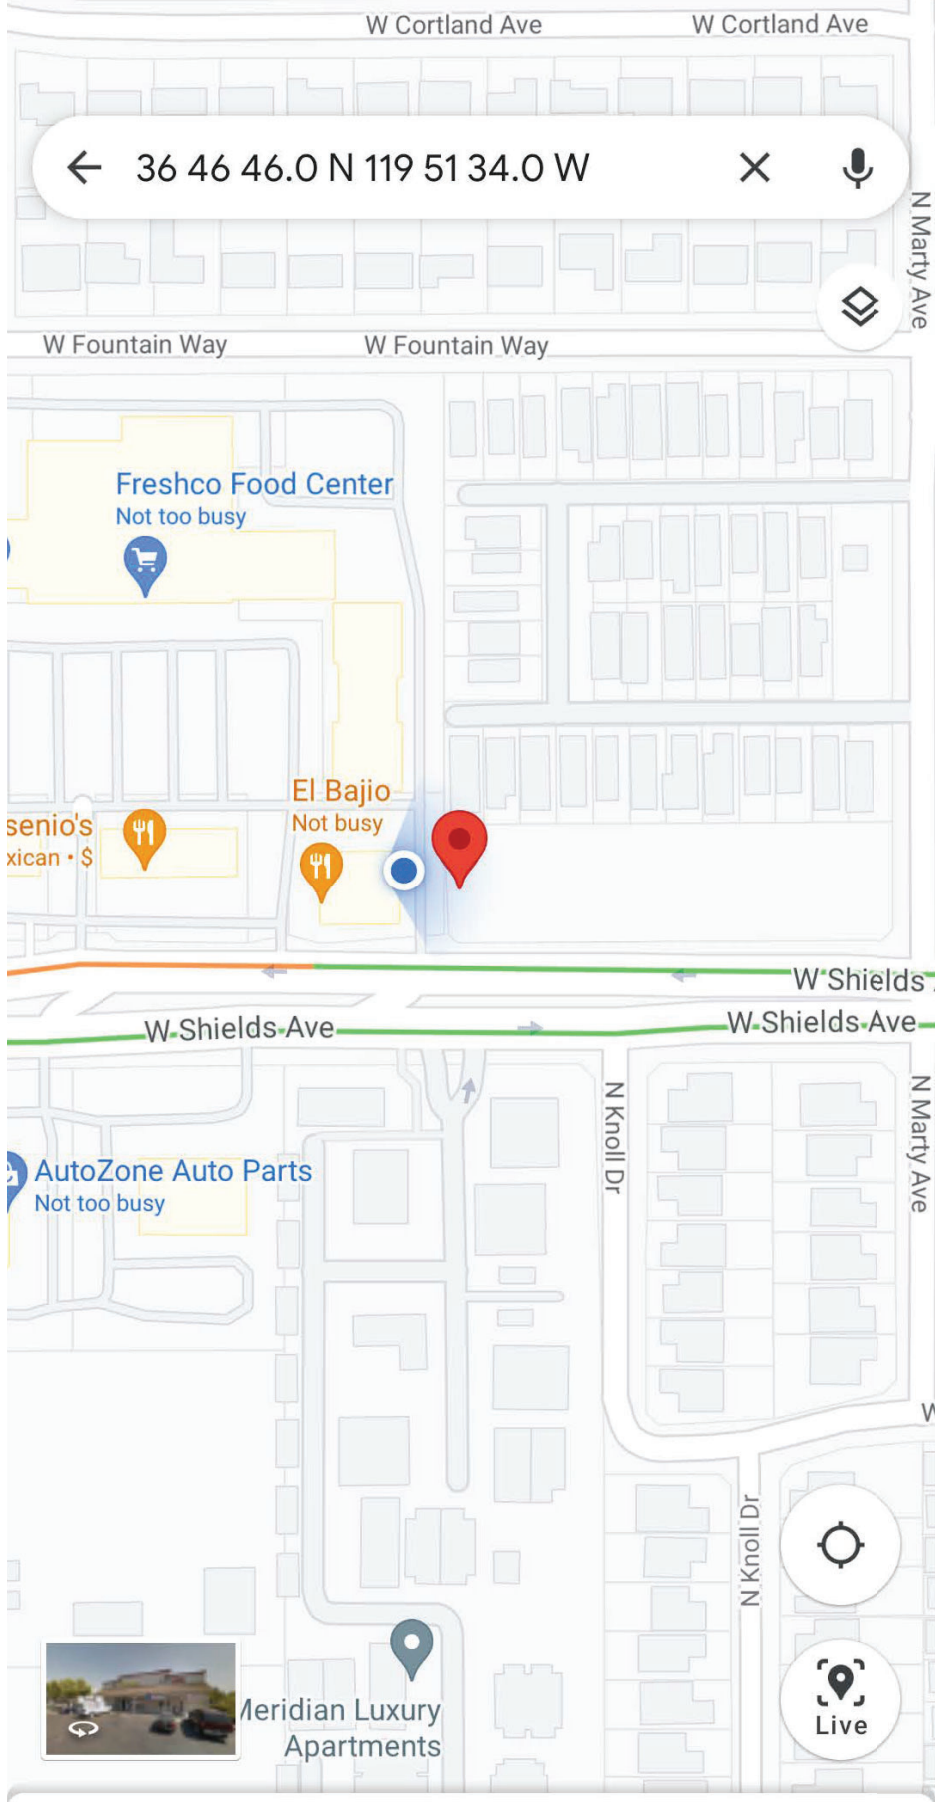 W Cortland Ave
W Cortland Ave
36 46 46.0 N 119 51 34.0 W
N Marty Ave
W Fountain Way
W Fountain Way
Freshco Food Center
Not too busy
El Bajio
Not busy
senio's
xican • $
W Shields
W Shields Ave
W Shields Ave
N Knoll Dr
N Marty Ave
AutoZone Auto Parts
Not too busy
W
N Knoll Dr
Live
Meridian Luxury
Apartments